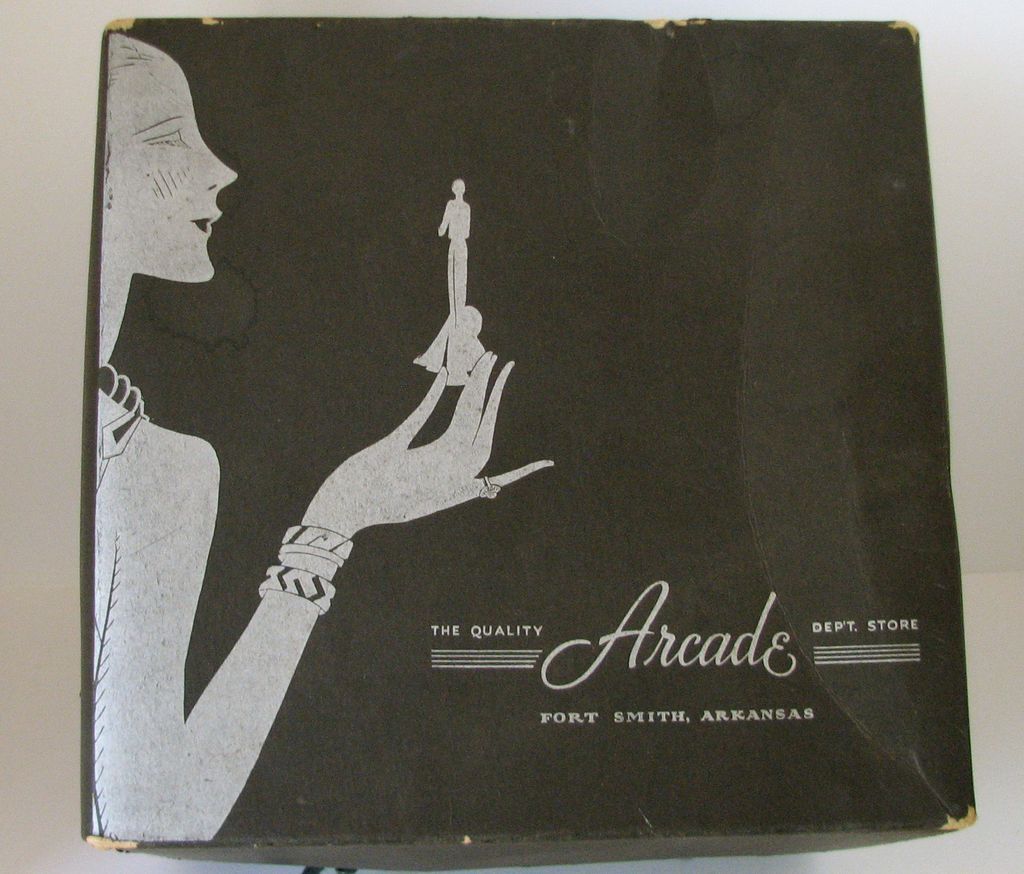 THE QUALITY Arcade DEP'T. STORE
FORT SMITH, ARKANSAS